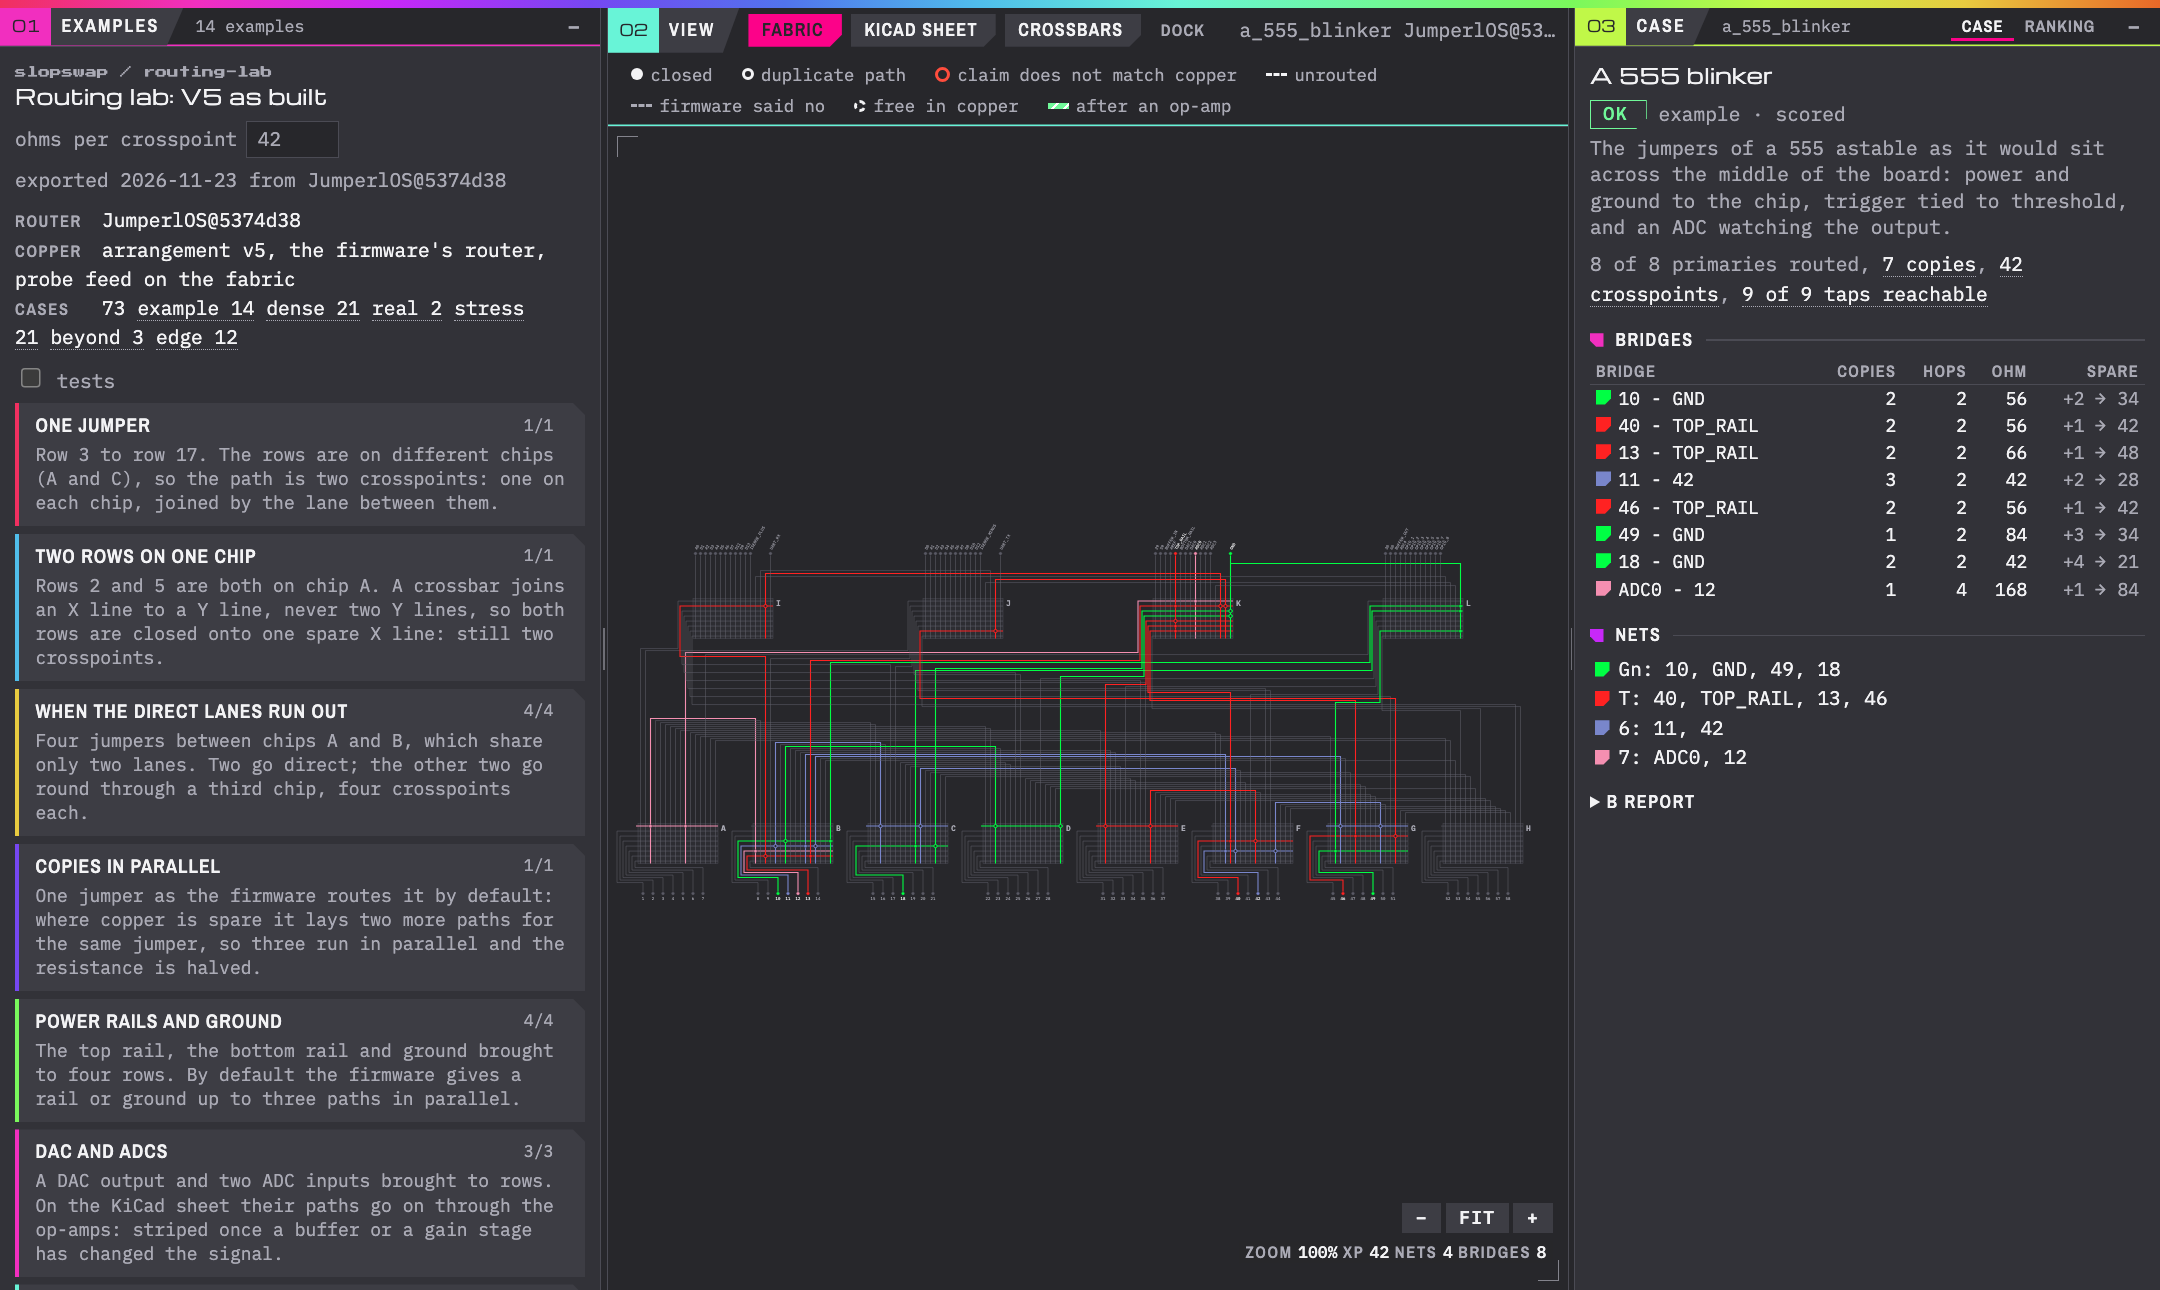 01 EXAMPLES 14 examples −
slopswap / routing-lab
Routing lab: V5 as built
ohms per crosspoint 42
exported 2026-11-23 from JumperlOS@5374d38
ROUTER JumperlOS@5374d38
COPPER arrangement v5, the firmware's router,
probe feed on the fabric
CASES 73 example 14 dense 21 real 2 stress
21 beyond 3 edge 12
tests
ONE JUMPER 1/1
Row 3 to row 17. The rows are on different chips
(A and C), so the path is two crosspoints: one on
each chip, joined by the lane between them.
TWO ROWS ON ONE CHIP 1/1
Rows 2 and 5 are both on chip A. A crossbar joins
an X line to a Y line, never two Y lines, so both
rows are closed onto one spare X line: still two
crosspoints.
WHEN THE DIRECT LANES RUN OUT 4/4
Four jumpers between chips A and B, which share
only two lanes. Two go direct; the other two go
round through a third chip, four crosspoints
each.
COPIES IN PARALLEL 1/1
One jumper as the firmware routes it by default:
where copper is spare it lays two more paths for
the same jumper, so three run in parallel and the
resistance is halved.
POWER RAILS AND GROUND 4/4
The top rail, the bottom rail and ground brought
to four rows. By default the firmware gives a
rail or ground up to three paths in parallel.
DAC AND ADCS 3/3
A DAC output and two ADC inputs brought to rows.
On the KiCad sheet their paths go on through the
op-amps: striped once a buffer or a gain stage
has changed the signal.
02 VIEW FABRIC KICAD SHEET CROSSBARS DOCK a_555_blinker JumperlOS@53…
closed duplicate path claim does not match copper unrouted
firmware said no free in copper after an op-amp
I J K L
A B C D E F G H
− FIT +
ZOOM 100% XP 42 NETS 4 BRIDGES 8
03 CASE a_555_blinker CASE RANKING −
A 555 blinker
OK example · scored
The jumpers of a 555 astable as it would sit
across the middle of the board: power and
ground to the chip, trigger tied to threshold,
and an ADC watching the output.
8 of 8 primaries routed, 7 copies, 42
crosspoints, 9 of 9 taps reachable
BRIDGES
BRIDGE COPIES HOPS OHM SPARE
10 - GND 2 2 56 +2 → 34
40 - TOP_RAIL 2 2 56 +1 → 42
13 - TOP_RAIL 2 2 66 +1 → 48
11 - 42 3 2 42 +2 → 28
46 - TOP_RAIL 2 2 56 +1 → 42
49 - GND 1 2 84 +3 → 34
18 - GND 2 2 42 +4 → 21
ADC0 - 12 1 4 168 +1 → 84
NETS
Gn: 10, GND, 49, 18
T: 40, TOP_RAIL, 13, 46
6: 11, 42
7: ADC0, 12
B REPORT